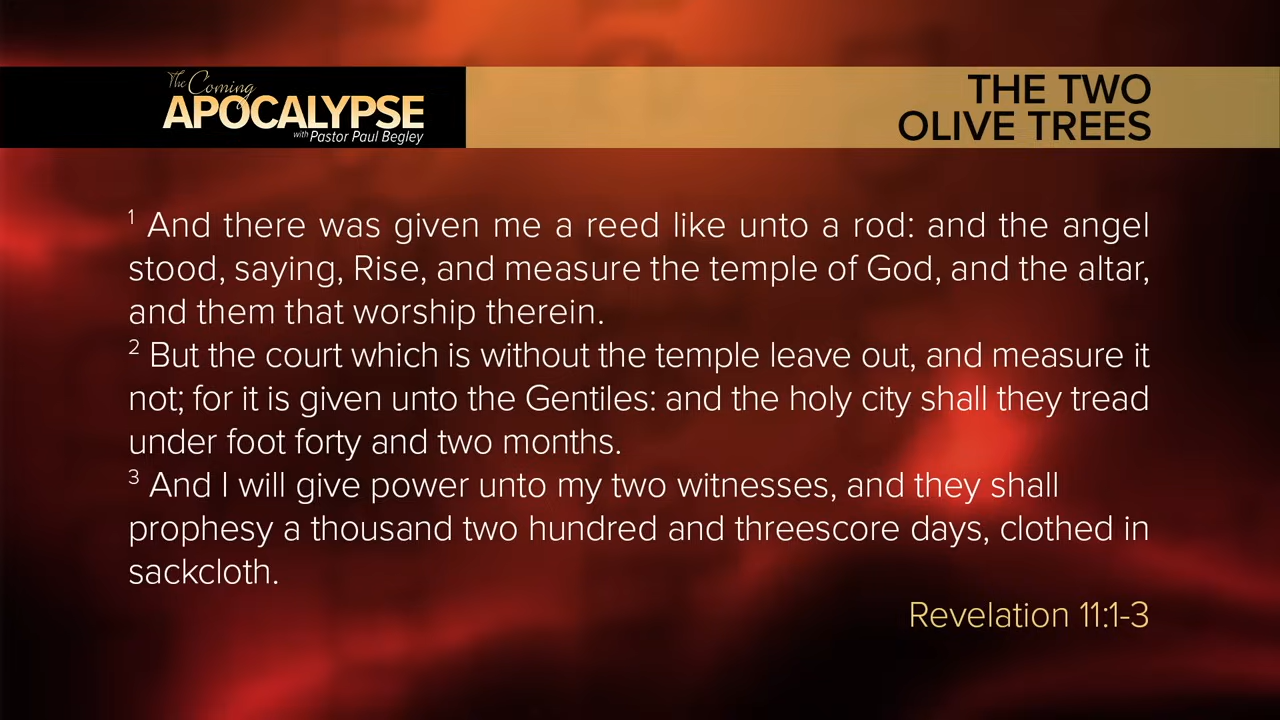 The Coming
APOCALYPSE
with Pastor Paul Begley
THE TWO
OLIVE TREES
1 And there was given me a reed like unto a rod: and the angel
stood, saying, Rise, and measure the temple of God, and the altar,
and them that worship therein.
2 But the court which is without the temple leave out, and measure it
not; for it is given unto the Gentiles: and the holy city shall they tread
under foot forty and two months.
3 And I will give power unto my two witnesses, and they shall
prophesy a thousand two hundred and threescore days, clothed in
sackcloth.
Revelation 11:1-3